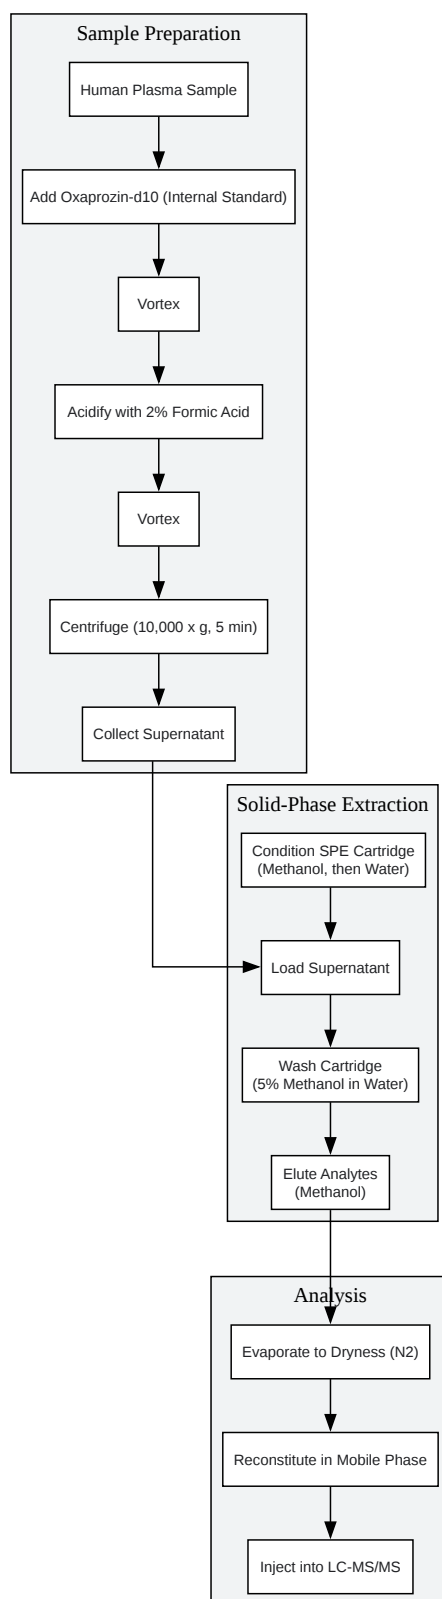 Sample Preparation
Human Plasma Sample
Add Oxaprozin-d10 (Internal Standard)
Vortex
Acidify with 2% Formic Acid
Vortex
Centrifuge (10,000 x g, 5 min)
Collect Supernatant
Solid-Phase Extraction
Condition SPE Cartridge
(Methanol, then Water)
Load Supernatant
Wash Cartridge
(5% Methanol in Water)
Elute Analytes
(Methanol)
Analysis
Evaporate to Dryness (N2)
Reconstitute in Mobile Phase
Inject into LC-MS/MS